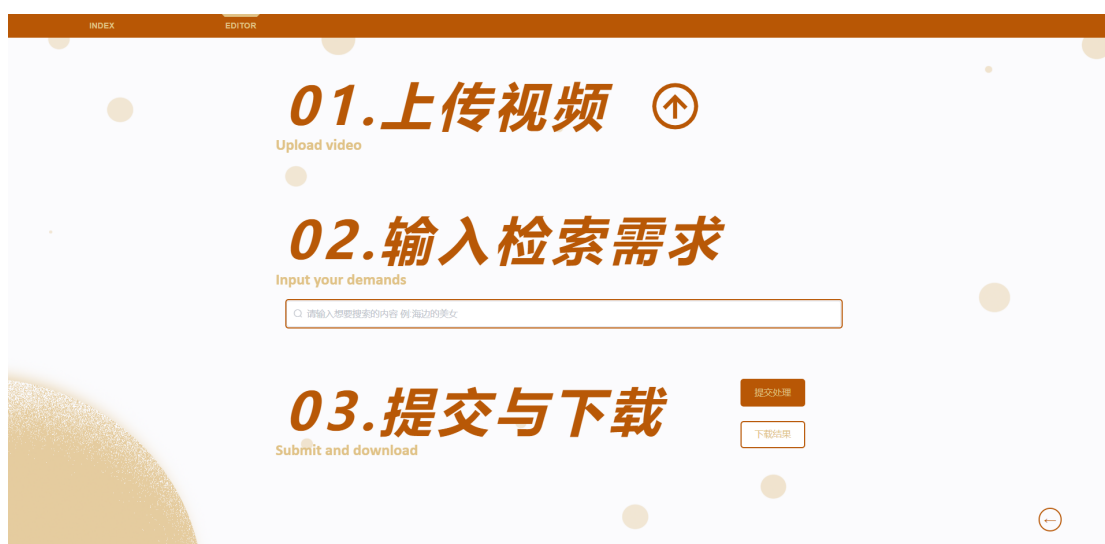 INDEX EDITOR
01.上传视频
Upload video
02.输入检索需求
Input your demands
请输入想要搜索的内容 例 海边的美女
03.提交与下载
Submit and download
提交处理
下载结果